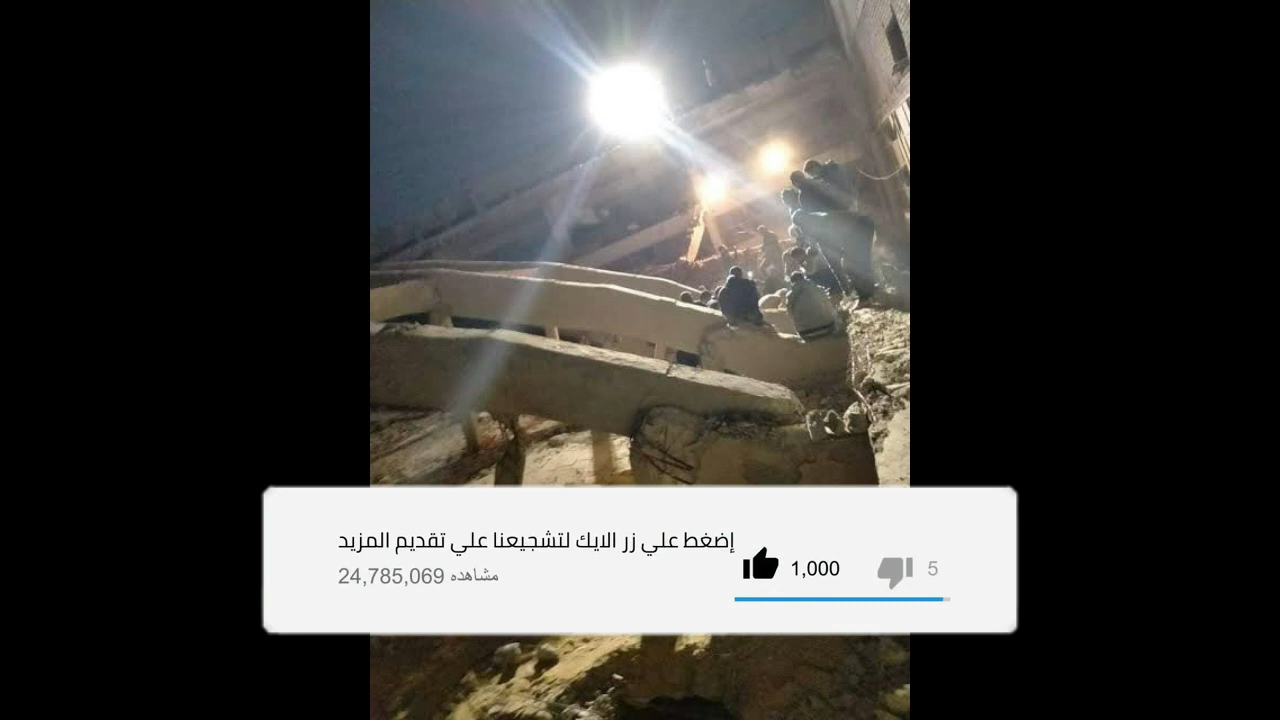 إضغط علي زر الايك لتشجيعنا علي تقديم المزيد
24,785,069 مشاهده
1,000
5